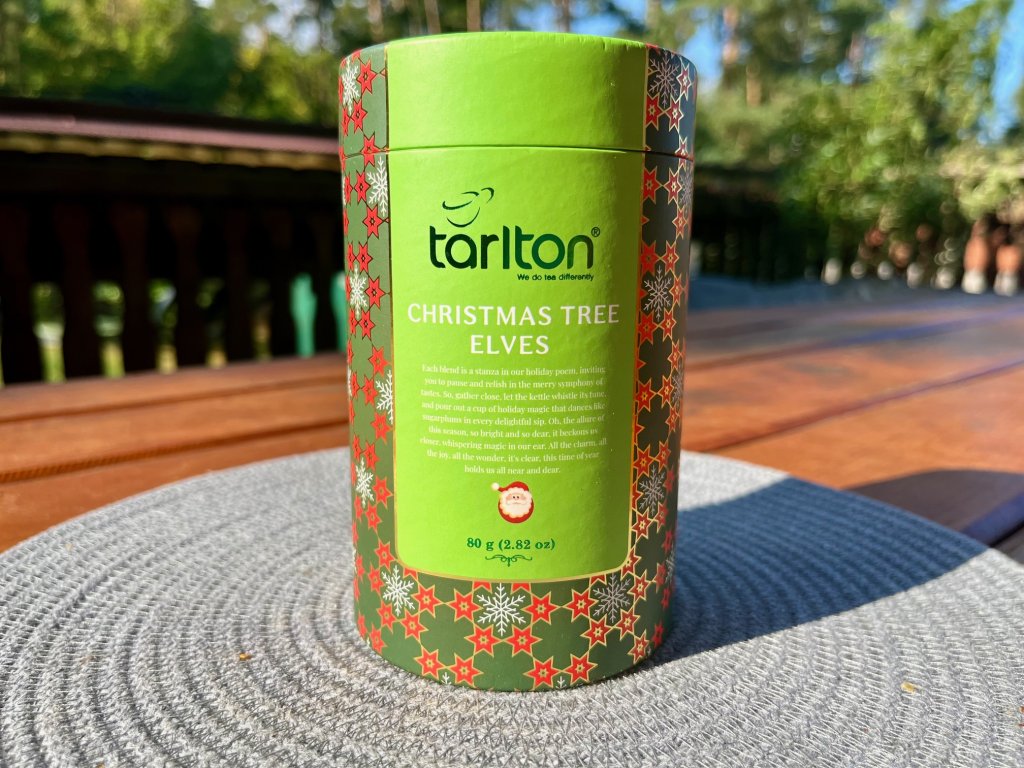 tarlton®
We do tea differently
CHRISTMAS TREE
ELVES
Each blend is a stanza in our holiday poem, inviting
you to pause and relish in the merry symphony of
tastes. So, gather close, let the kettle whistle its tune,
and pour out a cup of holiday magic that dances like
sugarplums in every delightful sip. Oh, the allure of
this season, so bright and so dear, it beckons us
closer, whispering magic in our ear. All the charm, all
the joy, all the wonder, it's clear, this time of year
holds us all near and dear.
80 g (2.82 oz)